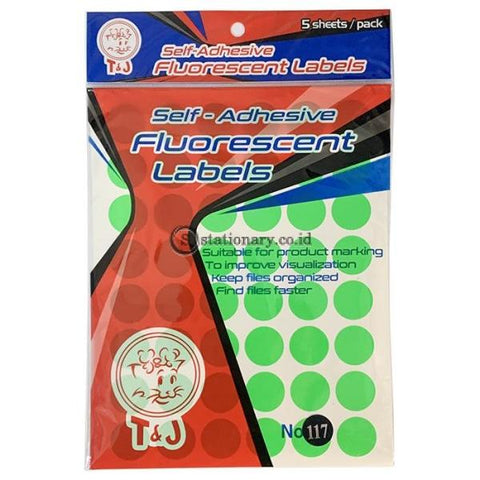 5 sheets / pack
Self-Adhesive
Fluorescent Labels
T&J
Self - Adhesive
Fluorescent
Labels
stationary.co.id
Suitable for product marking
To improve visualization
Keep files organized
Find files faster
T&J
No 117